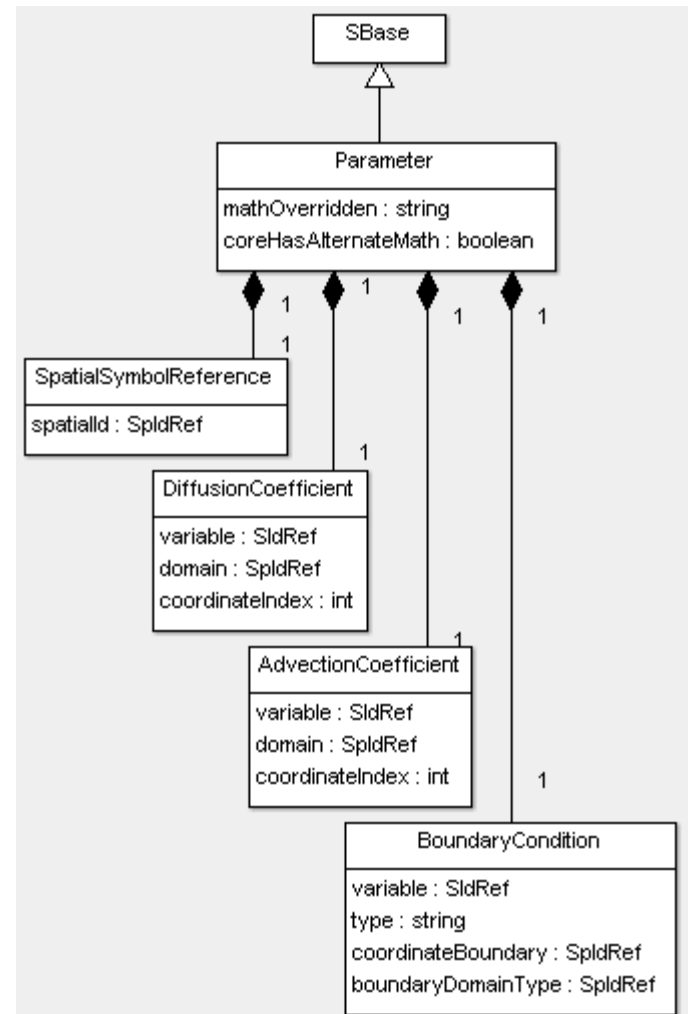 SBase
Parameter
mathOverridden : string
coreHasAlternateMath : boolean
1
1
1
1
1
SpatialSymbolReference
spatialId : SpIdRef
1
DiffusionCoefficient
variable : SIdRef
domain : SpIdRef
coordinateIndex : int
1
AdvectionCoefficient
variable : SIdRef
domain : SpIdRef
coordinateIndex : int
1
BoundaryCondition
variable : SIdRef
type : string
coordinateBoundary : SpIdRef
boundaryDomainType : SpIdRef